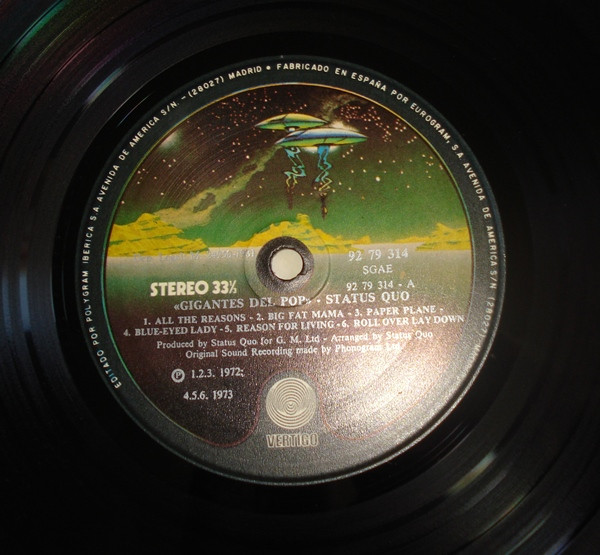 EDITADO POR POLYGRAM IBERICA S.A. AVENIDA DE AMERICA S/N. - (28027) MADRID • FABRICADO EN ESPAÑA POR EUROGRAM, S.A. AVENIDA DE AMERICA S/N. (28027)
92 79 314
SGAE
STEREO 33⅓
92 79 314 - A
«GIGANTES DEL POP» - STATUS QUO
1. ALL THE REASONS - 2. BIG FAT MAMA - 3. PAPER PLANE -
4. BLUE-EYED LADY - 5. REASON FOR LIVING - 6. ROLL OVER LAY DOWN
Produced by Status Quo for G. M. Ltd - Arranged by Status Quo
Original Sound Recording made by Phonogram Ltd
Ⓟ 1.2.3. 1972;
4.5.6. 1973
VERTIGO